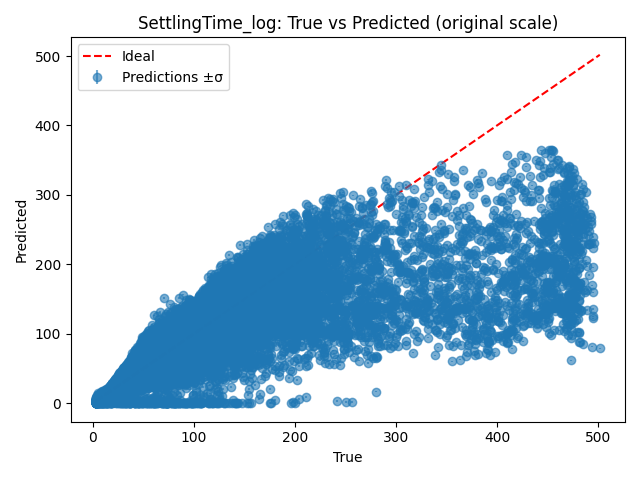 SettlingTime_log: True vs Predicted (original scale)
Ideal
Predictions ±σ
500
400
300
200
100
0
Predicted
0 100 200 300 400 500
True